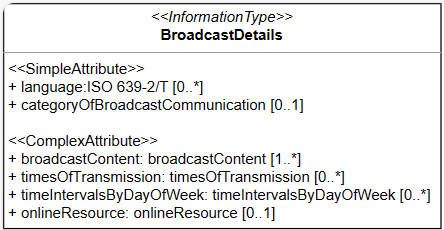 <<InformationType>>
BroadcastDetails
<<SimpleAttribute>>
+ language:ISO 639-2/T [0..*]
+ categoryOfBroadcastCommunication [0..1]
<<ComplexAttribute>>
+ broadcastContent: broadcastContent [1..*]
+ timesOfTransmission: timesOfTransmission [0..*]
+ timeIntervalsByDayOfWeek: timeIntervalsByDayOfWeek [0..*]
+ onlineResource: onlineResource [0..1]